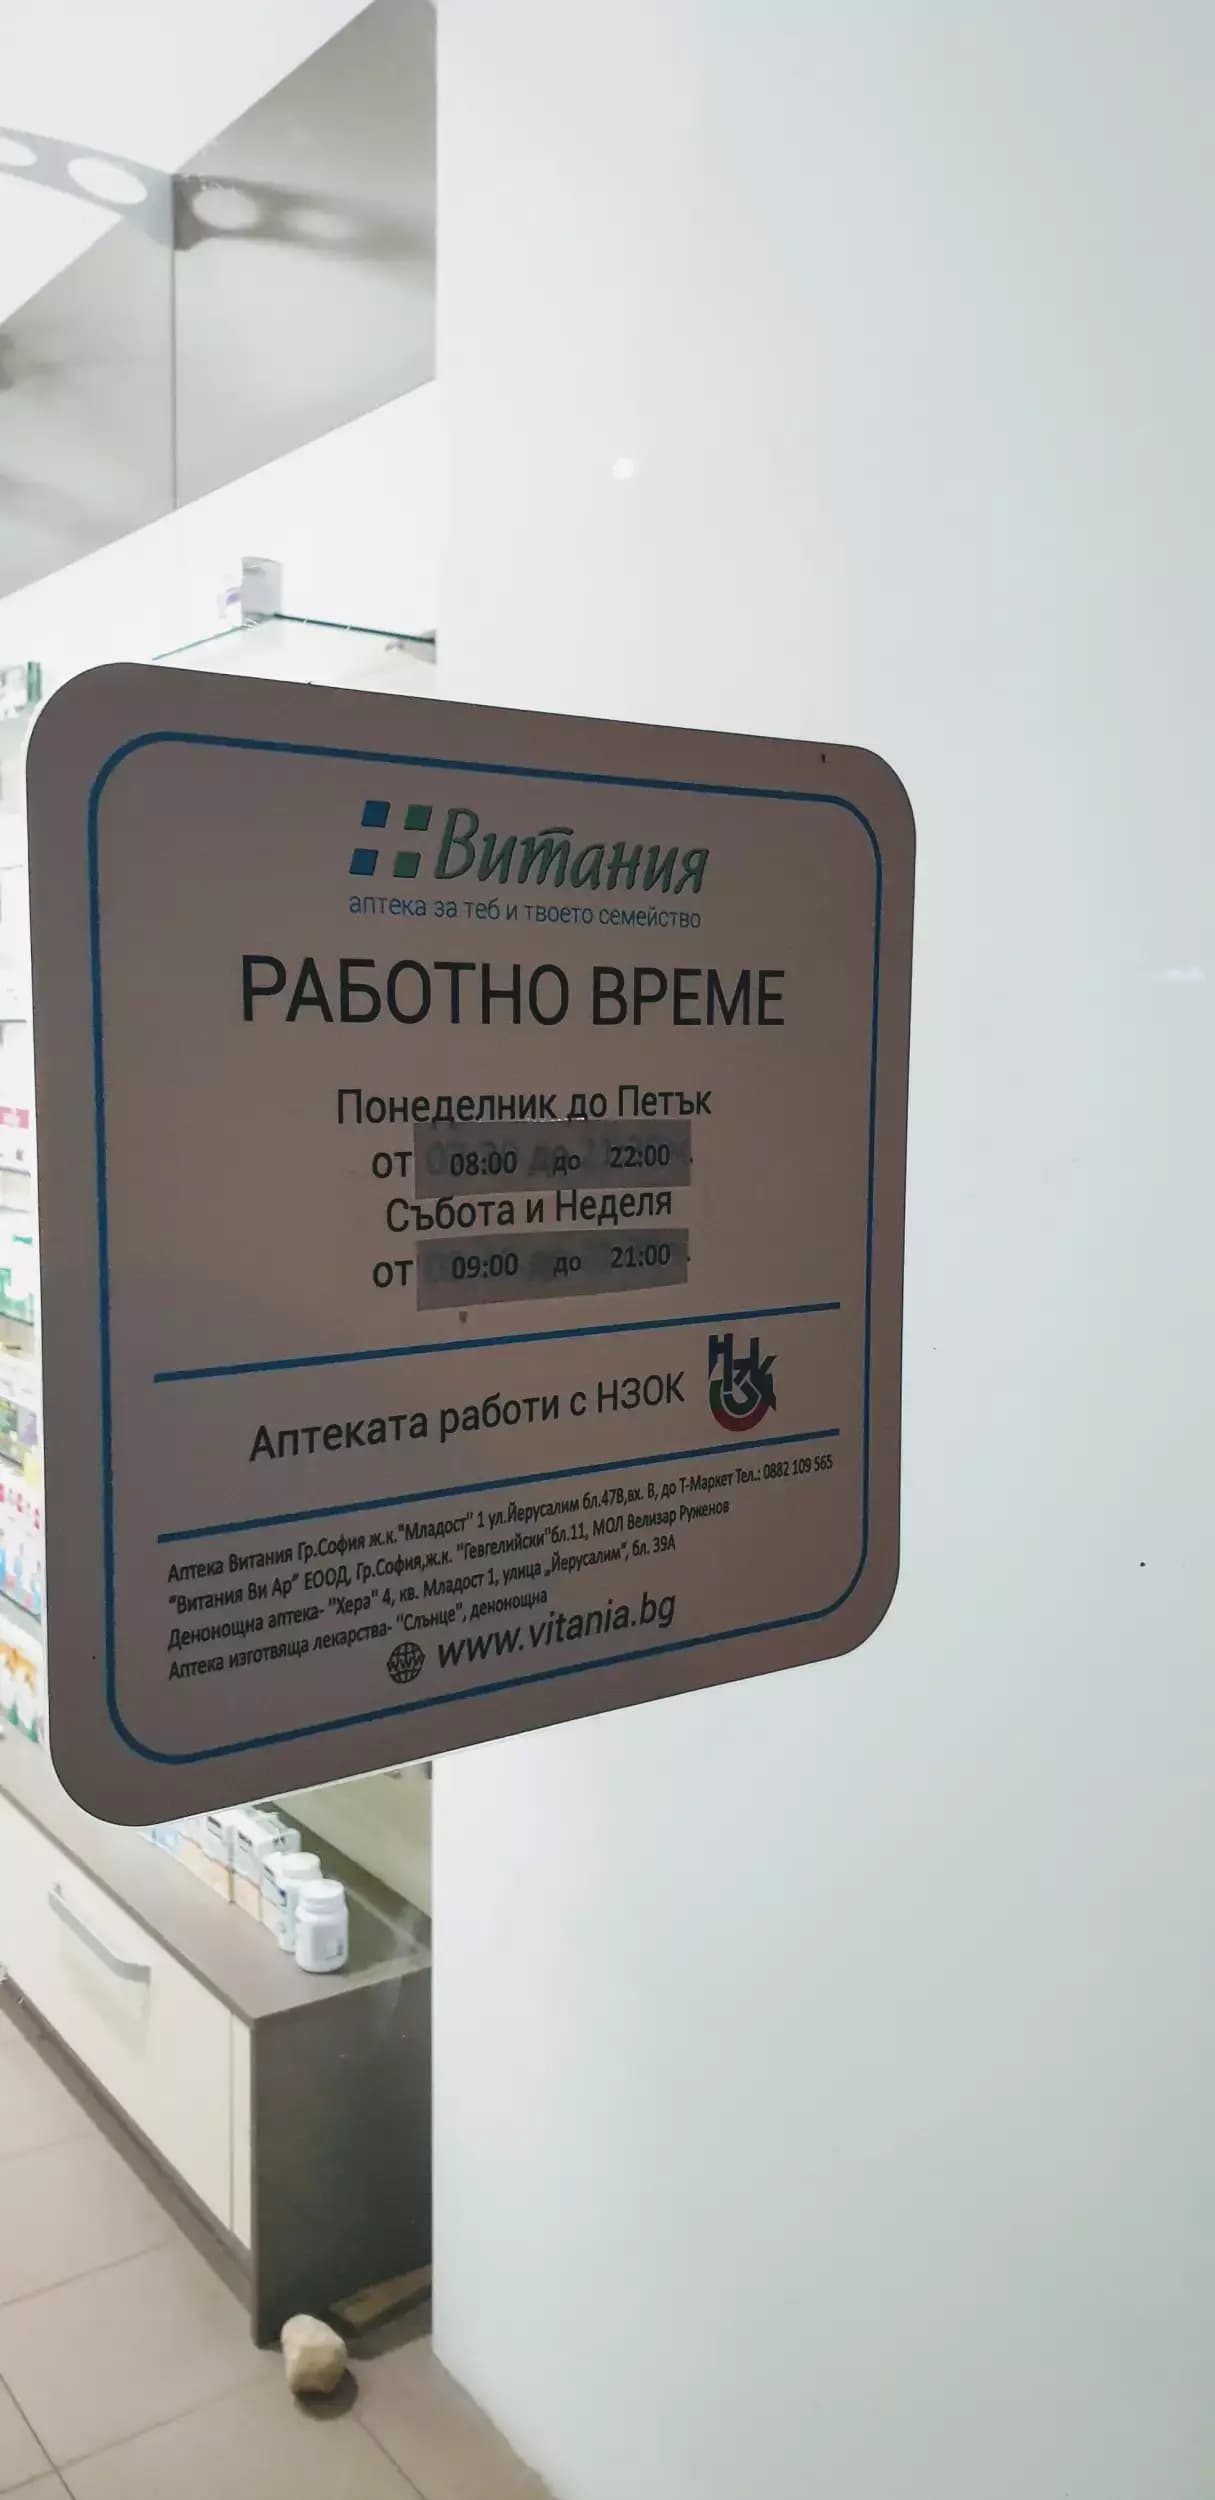 Витания
аптека за теб и твоето семейство
РАБОТНО ВРЕМЕ
Понеделник до Петък
от 08:00 до 22:00
Събота и Неделя
от 09:00 до 21:00
Аптеката работи с НЗОК
НЗОК
Аптека Витания Гр.София ж.к."Младост" 1 ул.Йерусалим бл.47В,вх. В, до Т-Маркет Тел.: 0882 109 565
"Витания Ви Ар" ЕООД, Гр.София,ж.к. "Гевгелийски"бл.11, МОЛ Велизар Руженов
Денонощна аптека- "Хера" 4, кв. Младост 1, улица „Йерусалим", бл. 39А
Аптека изготвяща лекарства- "Слънце", денонощна
www www.vitania.bg